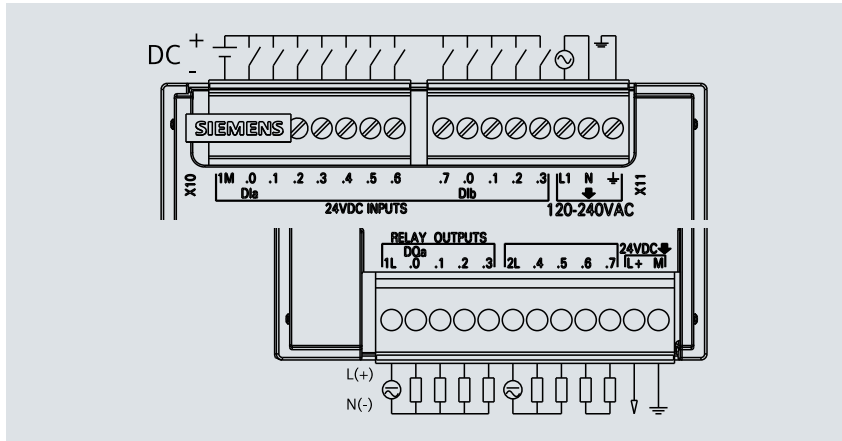 DC + -
SIEMENS
X10
1M .0 .1 .2 .3 .4 .5 .6 .7 .0 .1 .2 .3 L1 N
X11
DIa DIb
24VDC INPUTS 120-240VAC
RELAY OUTPUTS
DQa 24VDC
1L .0 .1 .2 .3 2L .4 .5 .6 .7 L+ M
L(+)
N(-)